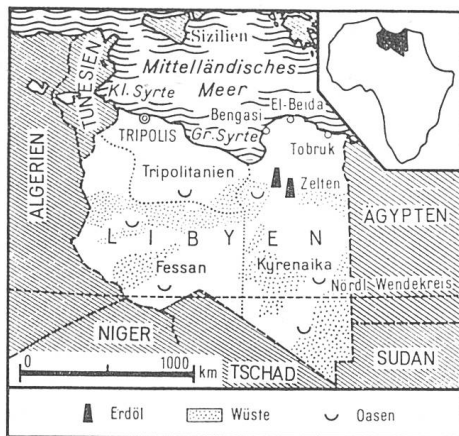 Sizilien
Mittelländisches
Meer
TUNESIEN
Kl. Syrte
Bengasi
El-Beida
TRIPOLIS
Gr. Syrte
Tobruk
ALGERIEN
Tripolitanien
Zelten
ÄGYPTEN
LIBYEN
Fessan
Kyrenaika
Nördl. Wendekreis
NIGER
0 1000
km
TSCHAD
SUDAN
Erdöl Wüste Oasen